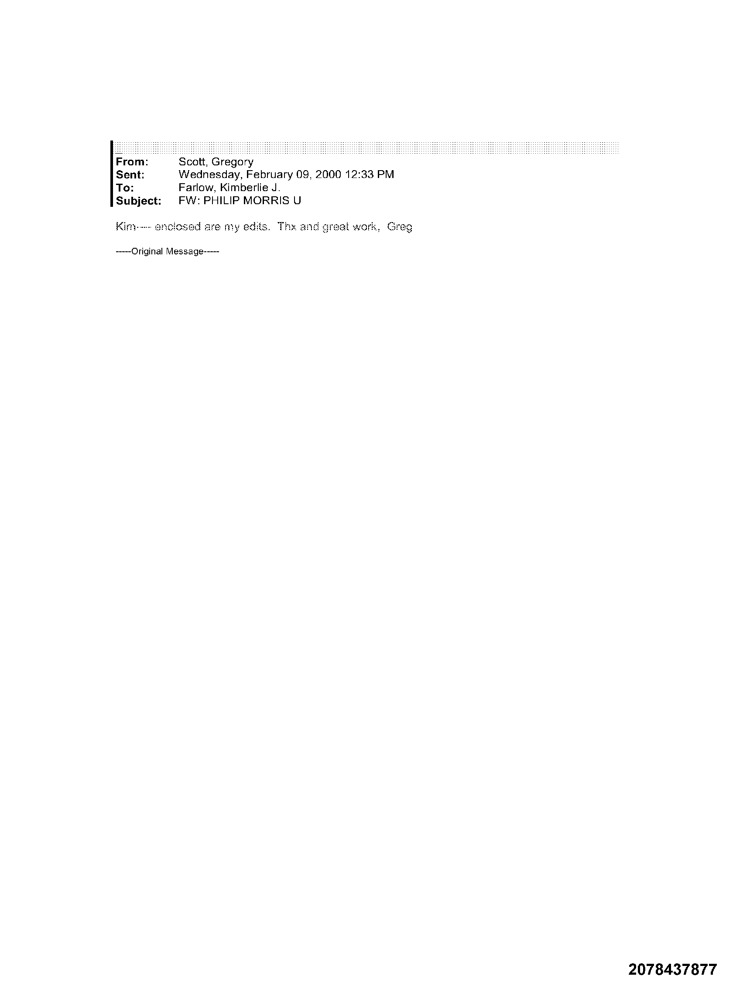 From: Scott, Gregory
Sent: Wednesday, February 09, 2000 12:33 PM
To: Farlow, Kimberlie J.
Subject: FW: PHILIP MORRIS U
Kim---- enclosed are my edits. Thx and great work, Greg
-----Original Message-----
2078437877